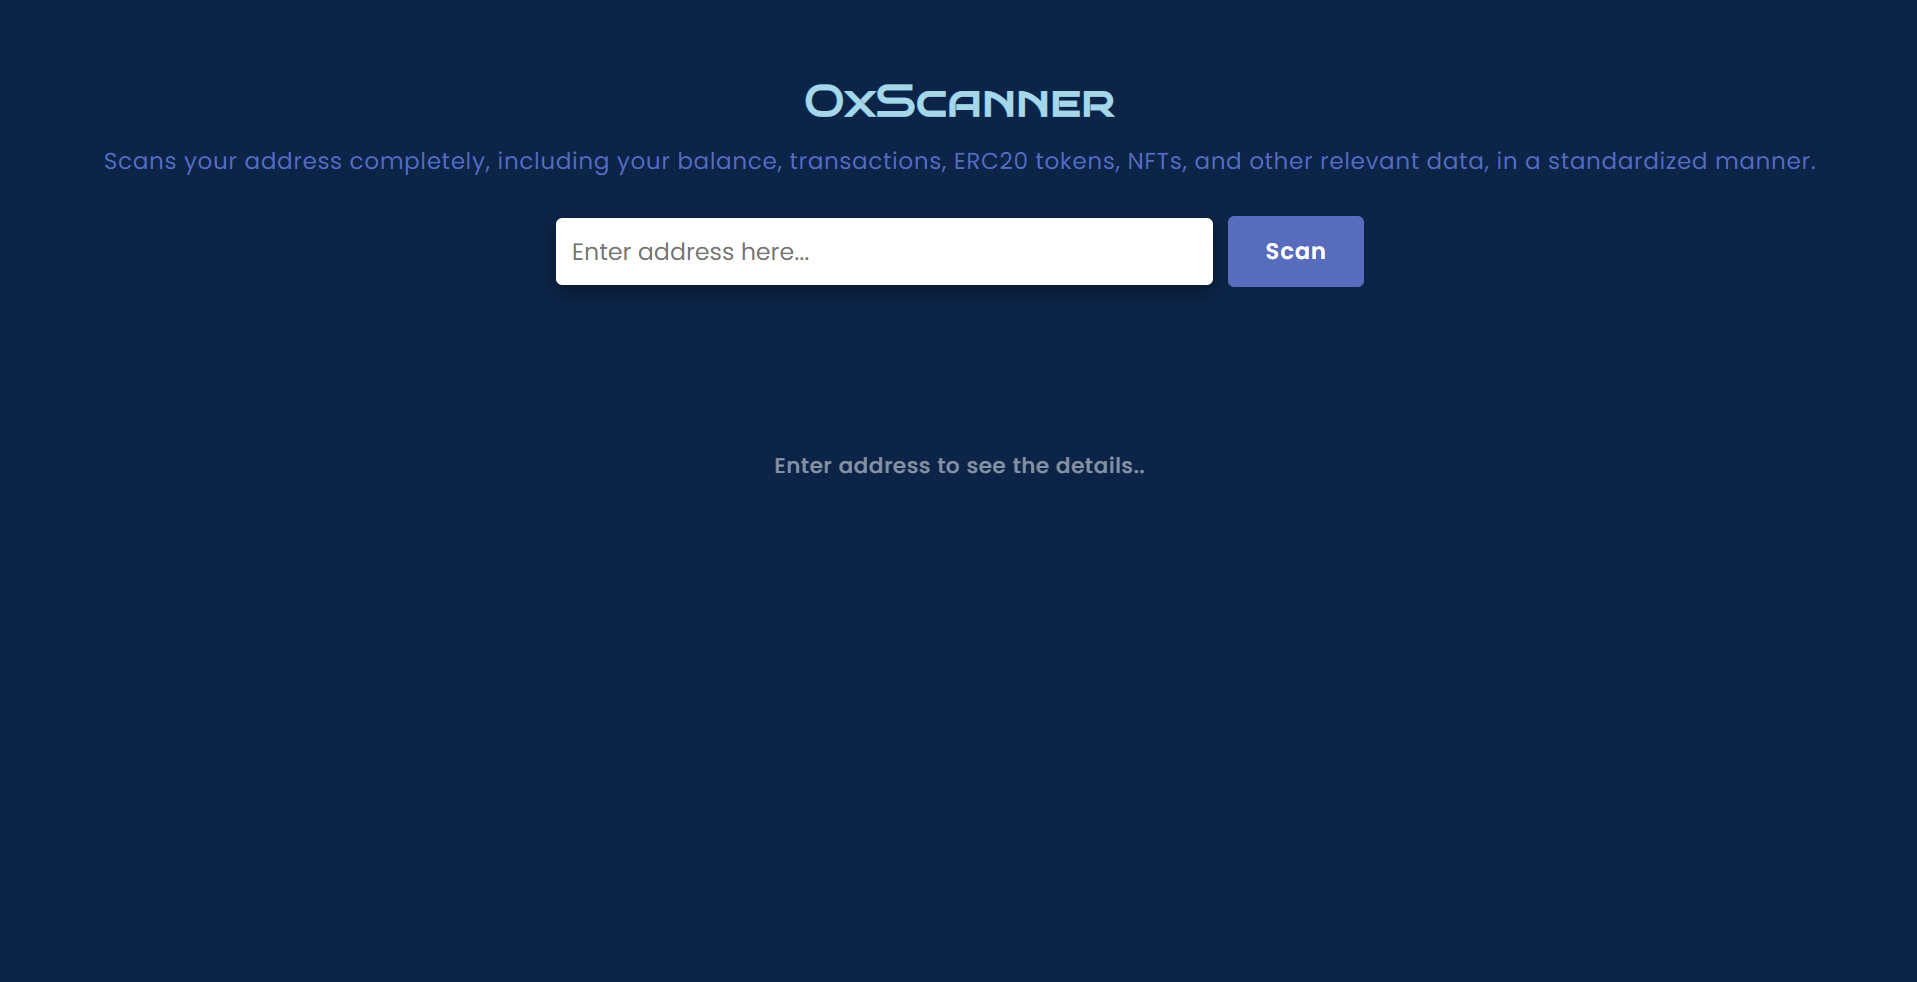 OxScanner
Scans your address completely, including your balance, transactions, ERC20 tokens, NFTs, and other relevant data, in a standardized manner.
Enter address here...
Scan
Enter address to see the details..